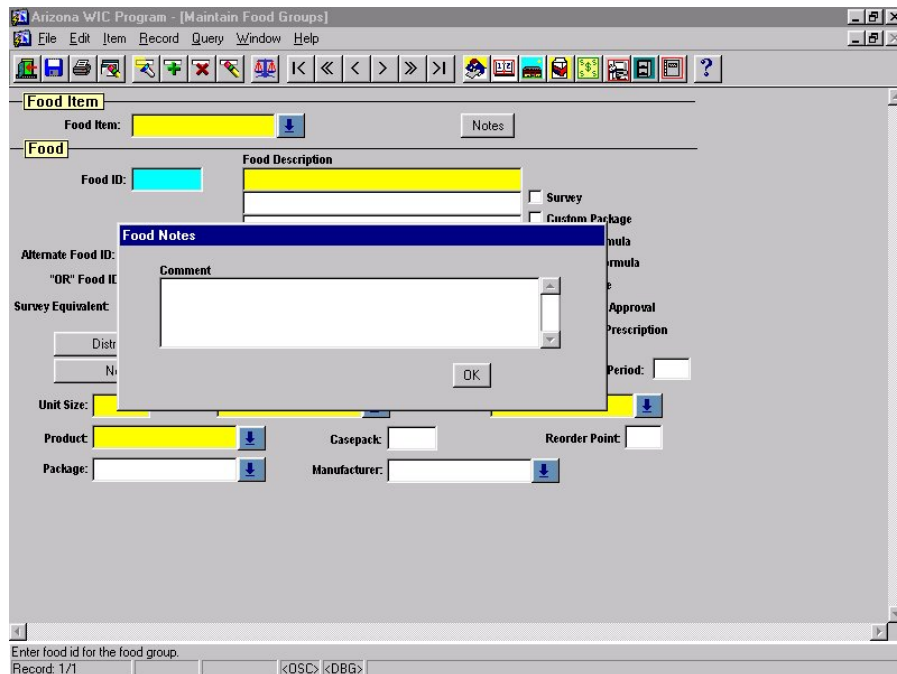 Arizona WIC Program - [Maintain Food Groups]
File Edit Item Record Query Window Help
Food Item
Food Item:
Notes
Food
Food Description
Food ID:
Survey
Custom Package
Food Notes
mula
Alternate Food ID:
ormula
"OR" Food ID
Comment
e
Survey Equivalent:
Approval
Prescription
Distr
N
OK
Period:
Unit Size:
Product:
Casepack:
Reorder Point:
Package:
Manufacturer:
Enter food id for the food group.
Record: 1/1 <OSC> <DBG>